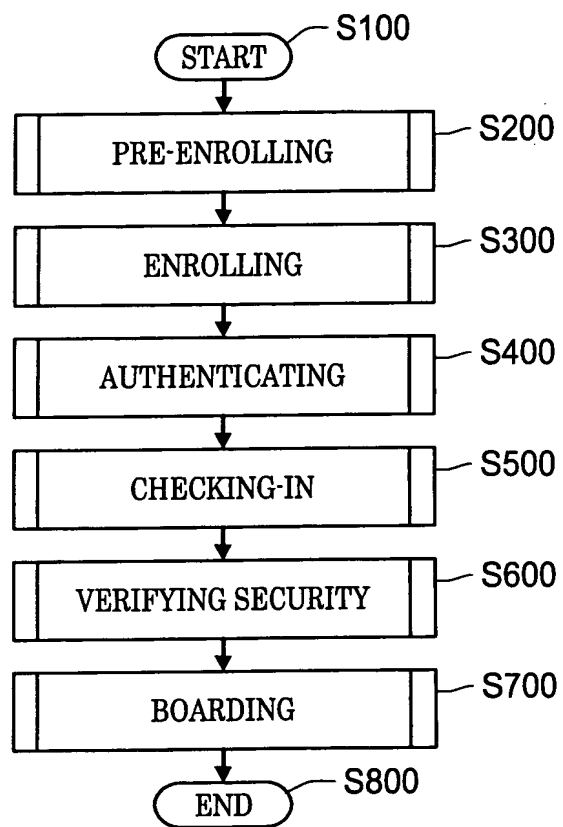 START S100
PRE-ENROLLING S200
ENROLLING S300
AUTHENTICATING S400
CHECKING-IN S500
VERIFYING SECURITY S600
BOARDING S700
END S800